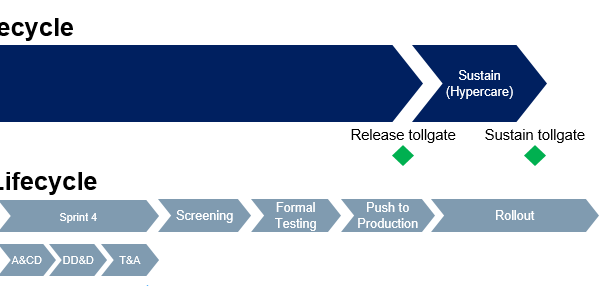 ecycle
Sustain
(Hypercare)
Release tollgate Sustain tollgate
Lifecycle
Sprint 4
Screening
Formal
Testing
Push to
Production
Rollout
A&CD
DD&D
T&A